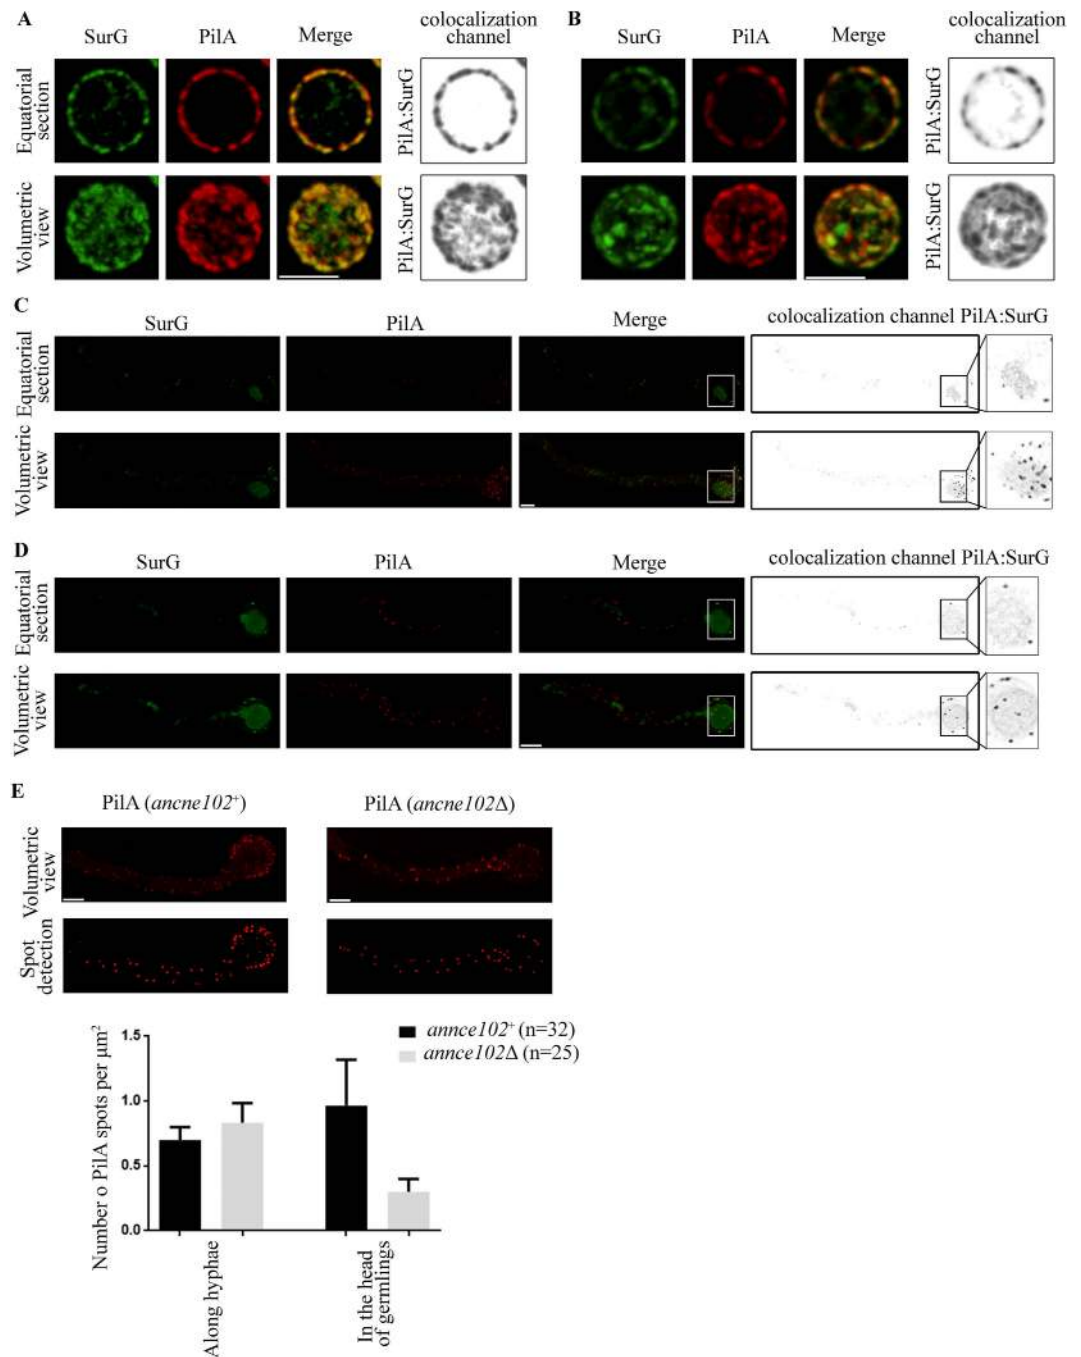 A
SurG
PilA
Merge
colocalization
channel
Equatorial
section
PilA:SurG
Volumetric
view
PilA:SurG
B
SurG
PilA
Merge
colocalization
channel
PilA:SurG
PilA:SurG
C
SurG
PilA
Merge
colocalization channel PilA:SurG
Equatorial
section
Volumetric
view
D
SurG
PilA
Merge
colocalization channel PilA:SurG
Equatorial
section
Volumetric
view
E
PilA (ancne102⁺)
PilA (ancne102Δ)
Volumetric
view
Spot
detection
annce102⁺ (n=32)
annce102Δ (n=25)
Number o PilA spots per μm²
1.5
1.0
0.5
0.0
Along hyphae
In the head
of germlings